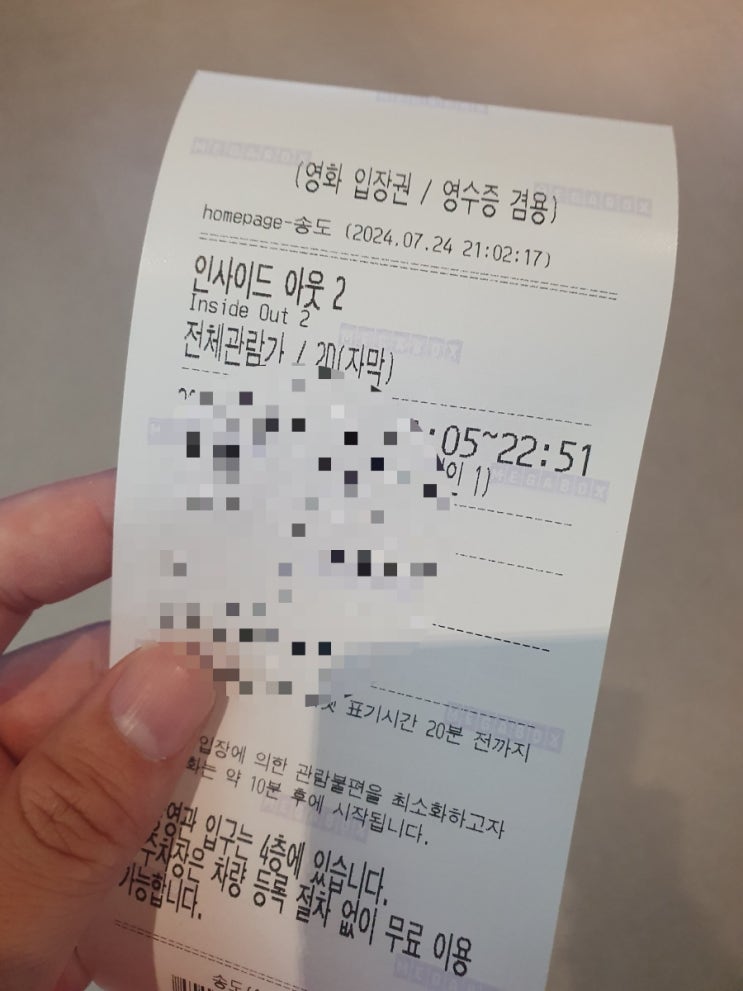 (영화 입장권 / 영수증 겸용)
homepage-송도 (2024.07.24 21:02:17)
인사이드 아웃 2
Inside Out 2
전체관람가 / 2D(자막)
:05~22:51
1)
표기시간 20분 전까지
입장에 의한 관람불편을 최소화하고자
화는 약 10분 후에 시작됩니다.
입구는 4층에 있습니다.
주차장은 차량 등록 절차 없이 무료 이용
가능합니다.
송도
MEGABOX